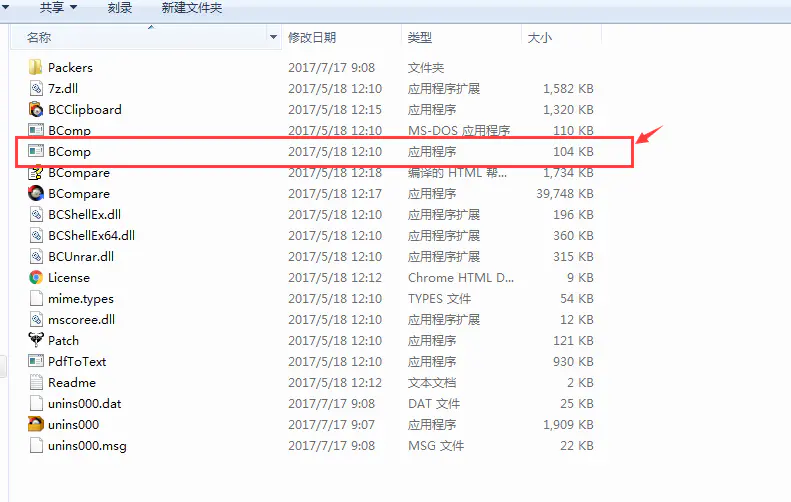 共享 刻录 新建文件夹
名称 修改日期 类型 大小
Packers 2017/7/17 9:08 文件夹
7z.dll 2017/5/18 12:10 应用程序扩展 1,582 KB
BCClipboard 2017/5/18 12:15 应用程序 1,320 KB
BComp 2017/5/18 12:10 MS-DOS 应用程序 110 KB
BComp 2017/5/18 12:10 应用程序 104 KB
BCompare 2017/5/18 12:18 编译的 HTML 帮... 1,734 KB
BCompare 2017/5/18 12:17 应用程序 39,748 KB
BCShellEx.dll 2017/5/18 12:10 应用程序扩展 196 KB
BCShellEx64.dll 2017/5/18 12:10 应用程序扩展 360 KB
BCUnrar.dll 2017/5/18 12:10 应用程序扩展 315 KB
License 2017/5/18 12:12 Chrome HTML D... 9 KB
mime.types 2017/5/18 12:10 TYPES 文件 54 KB
mscoree.dll 2017/5/18 12:10 应用程序扩展 12 KB
Patch 2017/5/18 12:10 应用程序 121 KB
PdfToText 2017/5/18 12:10 应用程序 930 KB
Readme 2017/5/18 12:12 文本文档 2 KB
unins000.dat 2017/7/17 9:08 DAT 文件 25 KB
unins000 2017/7/17 9:07 应用程序 1,909 KB
unins000.msg 2017/7/17 9:08 MSG 文件 22 KB